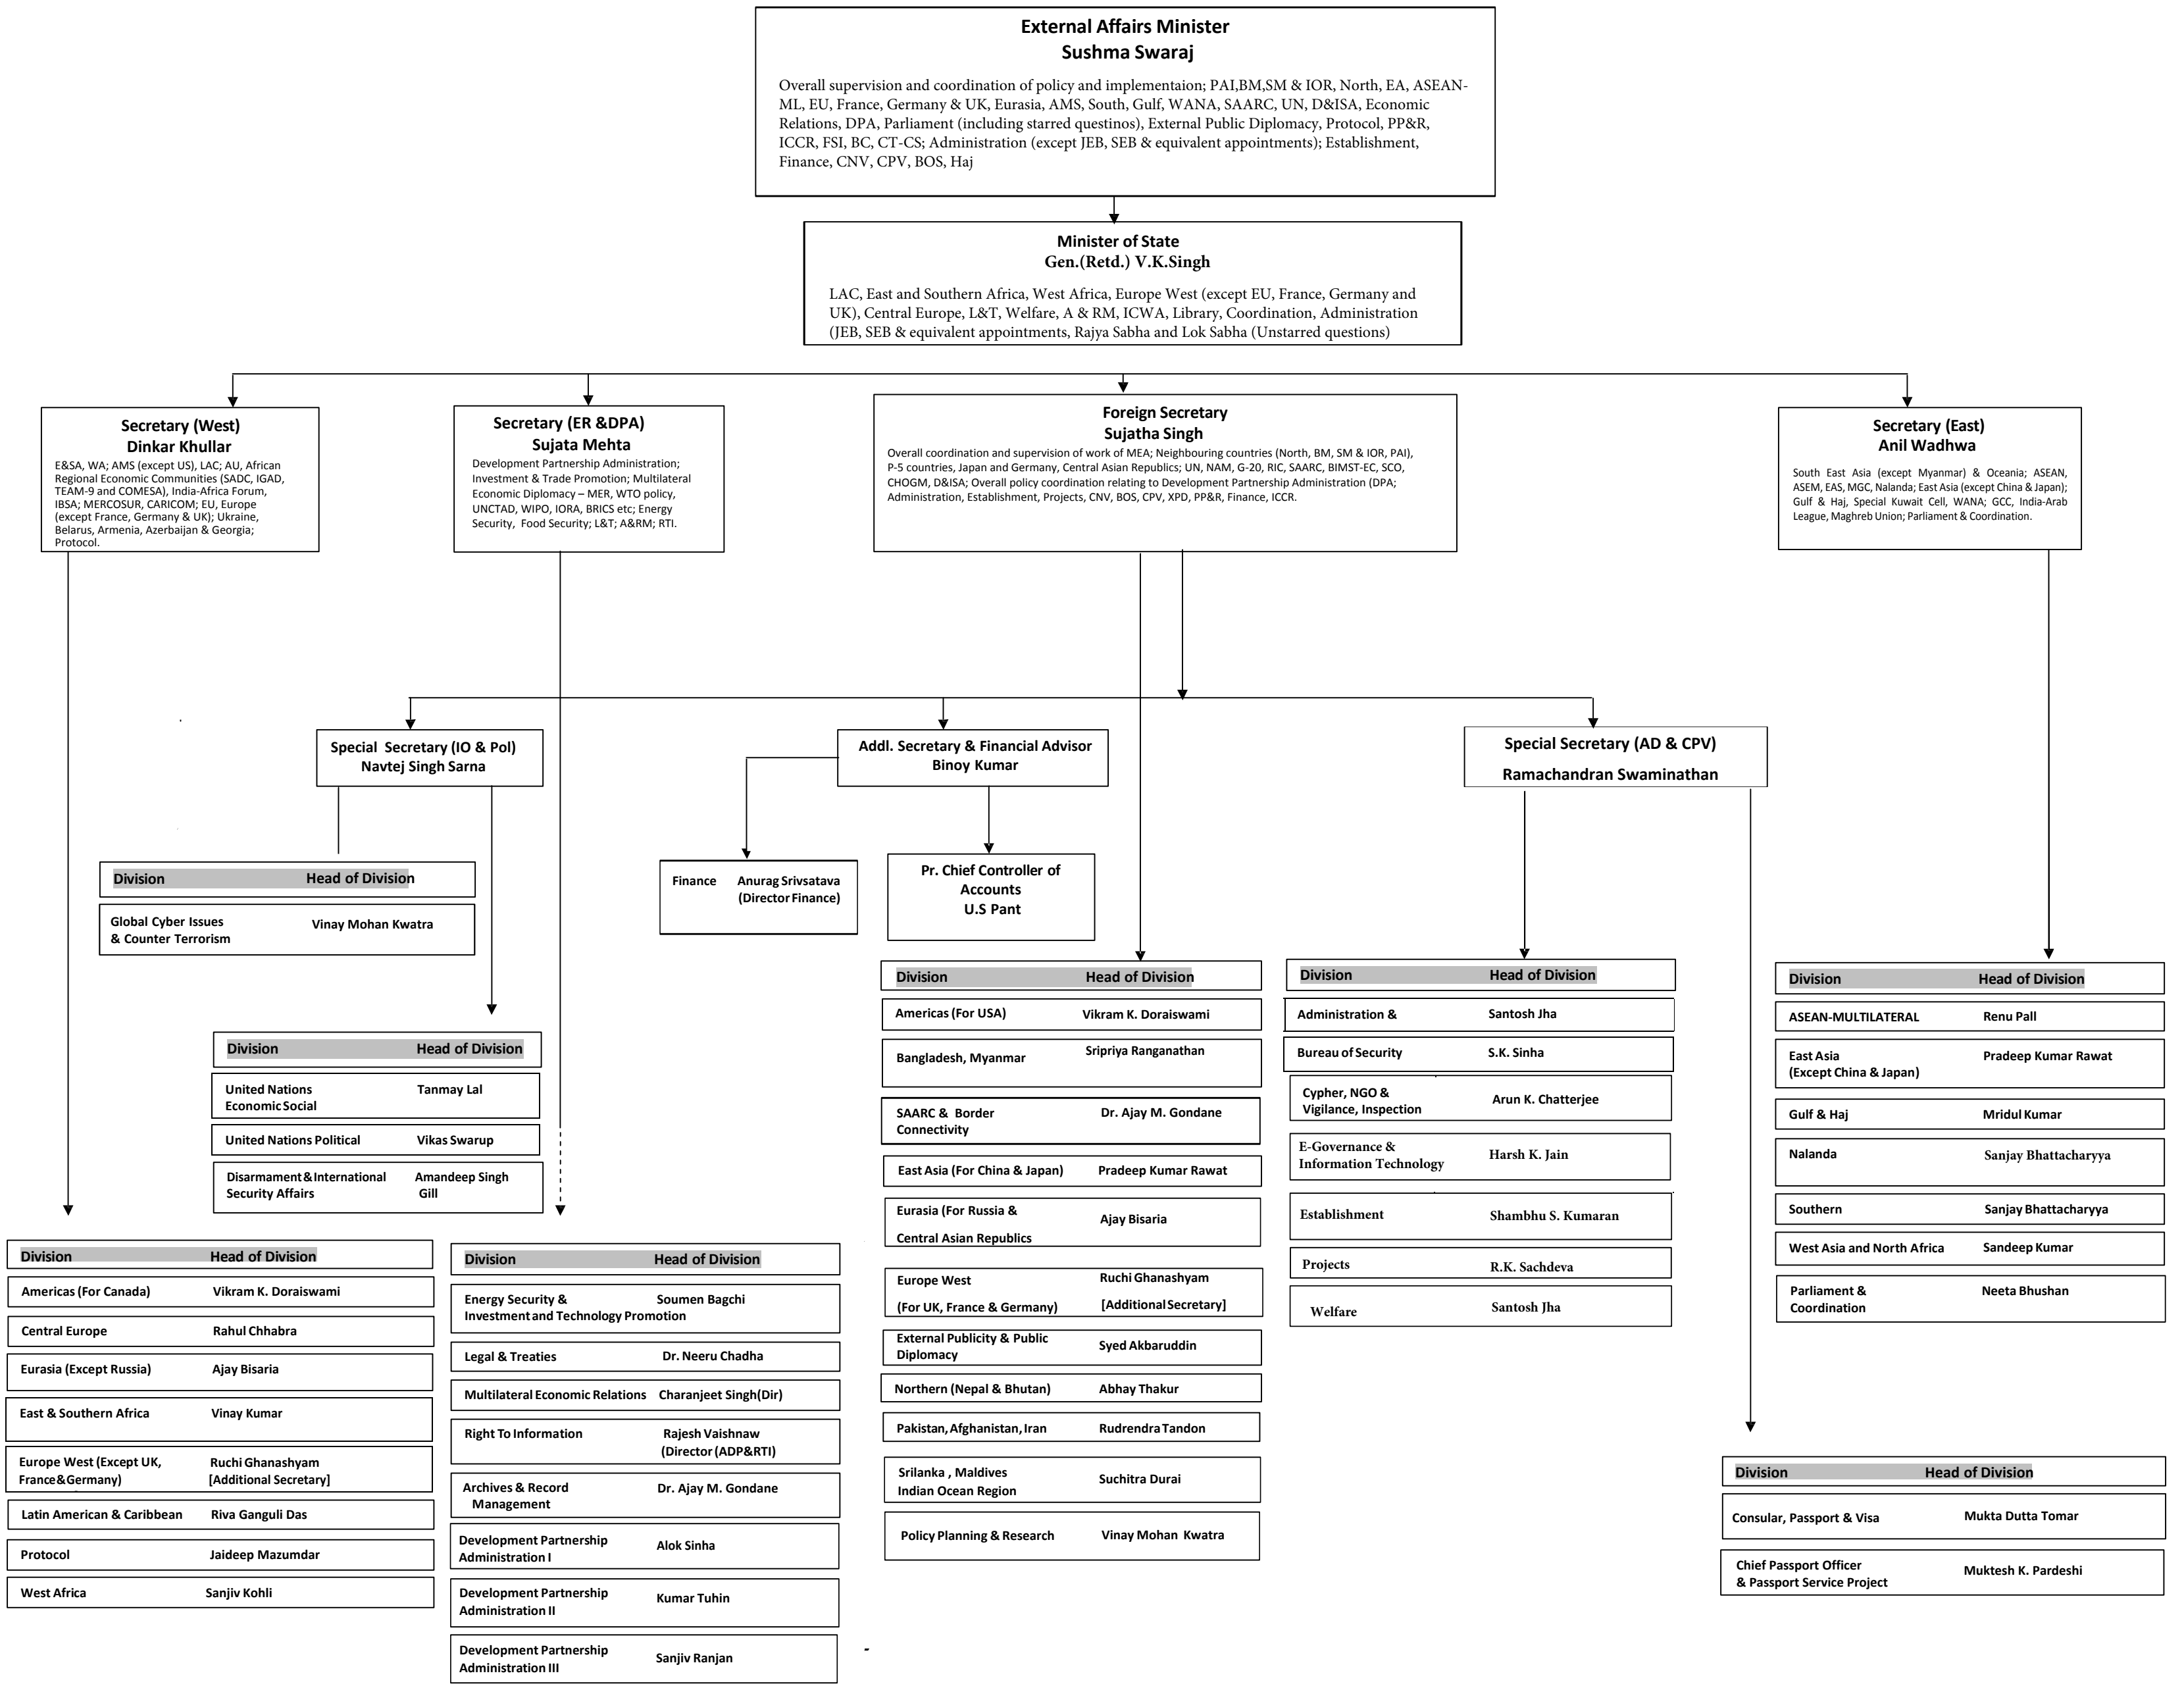 External Affairs Minister
Sushma Swaraj
Overall supervision and coordination of policy and implementaion; PAI,BM,SM & IOR, North, EA, ASEAN-
ML, EU, France, Germany & UK, Eurasia, AMS, South, Gulf, WANA, SAARC, UN, D&ISA, Economic
Relations, DPA, Parliament (including starred questinos), External Public Diplomacy, Protocol, PP&R,
ICCR, FSI, BC, CT-CS; Administration (except JEB, SEB & equivalent appointments); Establishment,
Finance, CNV, CPV, BOS, Haj
Minister of State
Gen.(Retd.) V.K.Singh
LAC, East and Southern Africa, West Africa, Europe West (except EU, France, Germany and
UK), Central Europe, L&T, Welfare, A & RM, ICWA, Library, Coordination, Administration
(JEB, SEB & equivalent appointments, Rajya Sabha and Lok Sabha (Unstarred questions)
Secretary (West)
Dinkar Khullar
E&SA, WA; AMS (except US), LAC; AU, African
Regional Economic Communities (SADC, IGAD,
TEAM-9 and COMESA), India-Africa Forum,
IBSA; MERCOSUR, CARICOM; EU, Europe
(except France, Germany & UK); Ukraine,
Belarus, Armenia, Azerbaijan & Georgia;
Protocol.
Secretary (ER &DPA)
Sujata Mehta
Development Partnership Administration;
Investment & Trade Promotion; Multilateral
Economic Diplomacy – MER, WTO policy,
UNCTAD, WIPO, IORA, BRICS etc; Energy
Security, Food Security; L&T; A&RM; RTI.
Foreign Secretary
Sujatha Singh
Overall coordination and supervision of work of MEA; Neighbouring countries (North, BM, SM & IOR, PAI),
P-5 countries, Japan and Germany, Central Asian Republics; UN, NAM, G-20, RIC, SAARC, BIMST-EC, SCO,
CHOGM, D&ISA; Overall policy coordination relating to Development Partnership Administration (DPA;
Administration, Establishment, Projects, CNV, BOS, CPV, XPD, PP&R, Finance, ICCR.
Secretary (East)
Anil Wadhwa
South East Asia (except Myanmar) & Oceania; ASEAN,
ASEM, EAS, MGC, Nalanda; East Asia (except China & Japan);
Gulf & Haj, Special Kuwait Cell, WANA; GCC, India-Arab
League, Maghreb Union; Parliament & Coordination.
Special Secretary (IO & Pol)
Navtej Singh Sarna
Addl. Secretary & Financial Advisor
Binoy Kumar
Special Secretary (AD & CPV)
Ramachandran Swaminathan
Division Head of Division
Global Cyber Issues
& Counter Terrorism Vinay Mohan Kwatra
Finance Anurag Srivsatava
(Director Finance)
Pr. Chief Controller of
Accounts
U.S Pant
Division Head of Division
United Nations Tanmay Lal
Economic Social
United Nations Political Vikas Swarup
Disarmament & International Amandeep Singh
Security Affairs Gill
Division Head of Division
Americas (For Canada) Vikram K. Doraiswami
Central Europe Rahul Chhabra
Eurasia (Except Russia) Ajay Bisaria
East & Southern Africa Vinay Kumar
Europe West (Except UK, Ruchi Ghanashyam
France&Germany) [Additional Secretary]
Latin American & Caribbean Riva Ganguli Das
Protocol Jaideep Mazumdar
West Africa Sanjiv Kohli
Division Head of Division
Energy Security & Soumen Bagchi
Investment and Technology Promotion
Legal & Treaties Dr. Neeru Chadha
Multilateral Economic Relations Charanjeet Singh(Dir)
Right To Information Rajesh Vaishnaw
(Director (ADP&RTI)
Archives & Record Dr. Ajay M. Gondane
Management
Development Partnership Alok Sinha
Administration I
Development Partnership Kumar Tuhin
Administration II
Development Partnership Sanjiv Ranjan
Administration III
Division Head of Division
Americas (For USA) Vikram K. Doraiswami
Bangladesh, Myanmar Sripriya Ranganathan
SAARC & Border Dr. Ajay M. Gondane
Connectivity
East Asia (For China & Japan) Pradeep Kumar Rawat
Eurasia (For Russia & Ajay Bisaria
Central Asian Republics
Europe West Ruchi Ghanashyam
(For UK, France & Germany) [Additional Secretary]
External Publicity & Public Syed Akbaruddin
Diplomacy
Northern (Nepal & Bhutan) Abhay Thakur
Pakistan, Afghanistan, Iran Rudrendra Tandon
Srilanka , Maldives Suchitra Durai
Indian Ocean Region
Policy Planning & Research Vinay Mohan Kwatra
Division Head of Division
Administration & Santosh Jha
Bureau of Security S.K. Sinha
Cypher, NGO & Arun K. Chatterjee
Vigilance, Inspection
E-Governance & Harsh K. Jain
Information Technology
Establishment Shambhu S. Kumaran
Projects R.K. Sachdeva
Welfare Santosh Jha
Division Head of Division
ASEAN-MULTILATERAL Renu Pall
East Asia Pradeep Kumar Rawat
(Except China & Japan)
Gulf & Haj Mridul Kumar
Nalanda Sanjay Bhattacharyya
Southern Sanjay Bhattacharyya
West Asia and North Africa Sandeep Kumar
Parliament & Neeta Bhushan
Coordination
Division Head of Division
Consular, Passport & Visa Mukta Dutta Tomar
Chief Passport Officer Muktesh K. Pardeshi
& Passport Service Project